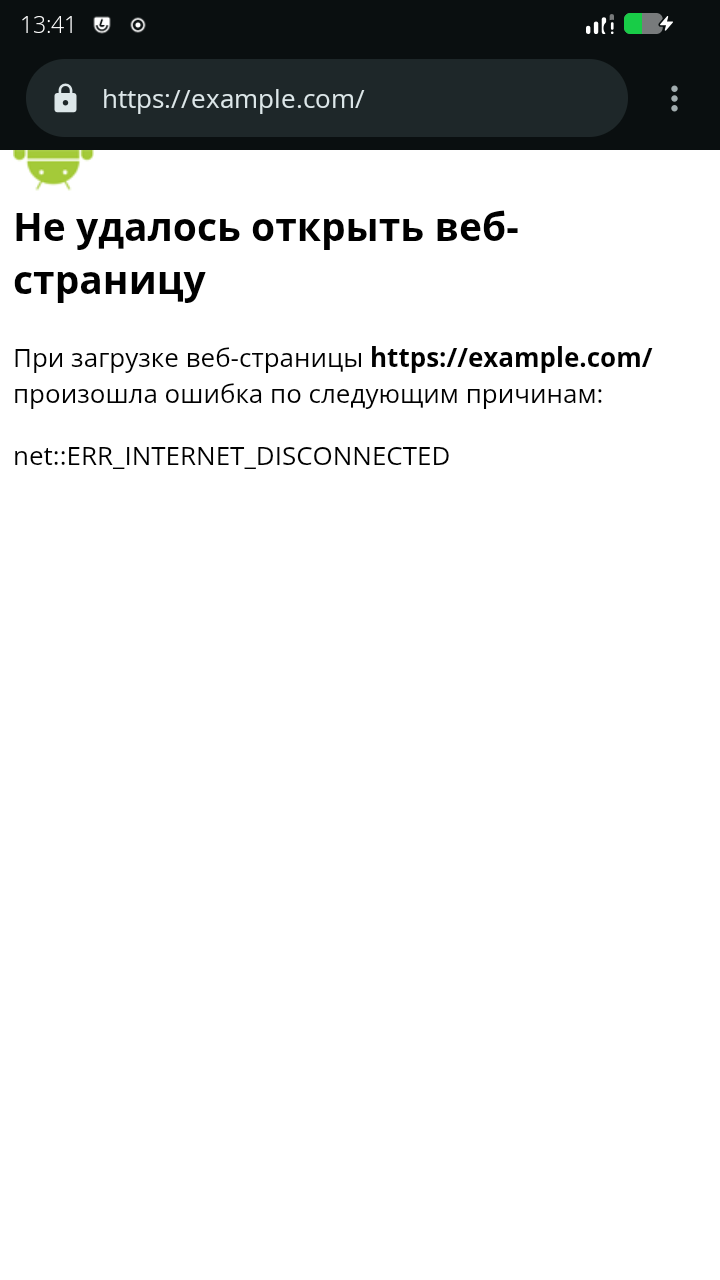 13:41
https://example.com/
Не удалось открыть веб-
страницу
При загрузке веб-страницы https://example.com/
произошла ошибка по следующим причинам:
net::ERR_INTERNET_DISCONNECTED